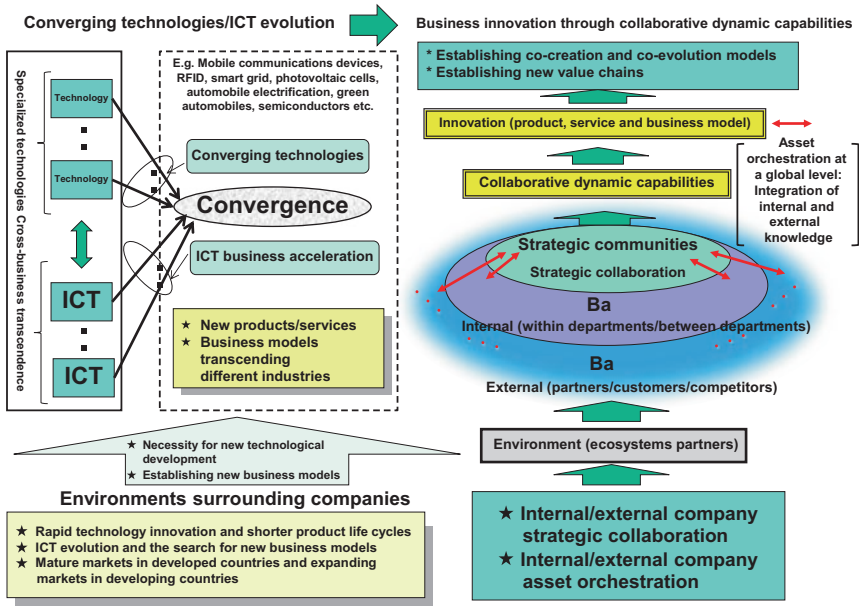 Converging technologies/ICT evolution
Business innovation through collaborative dynamic capabilities
Specialized technologies
Cross-business transcendence
Technology
Technology
ICT
ICT
E.g. Mobile communications devices,
RFID, smart grid, photovoltaic cells,
automobile electrification, green
automobiles, semiconductors etc.
Converging technologies
Convergence
ICT business acceleration
★ New products/services
★ Business models
transcending
different industries
★ Necessity for new technological
development
★ Establishing new business models
Environments surrounding companies
★ Rapid technology innovation and shorter product life cycles
★ ICT evolution and the search for new business models
★ Mature markets in developed countries and expanding
markets in developing countries
* Establishing co-creation and co-evolution models
* Establishing new value chains
Innovation (product, service and business model)
Collaborative dynamic capabilities
Asset
orchestration at
a global level:
Integration of
internal and
external
knowledge
Strategic communities
Strategic collaboration
Ba
Internal (within departments/between departments)
Ba
External (partners/customers/competitors)
Environment (ecosystems partners)
★ Internal/external company
strategic collaboration
★ Internal/external company
asset orchestration